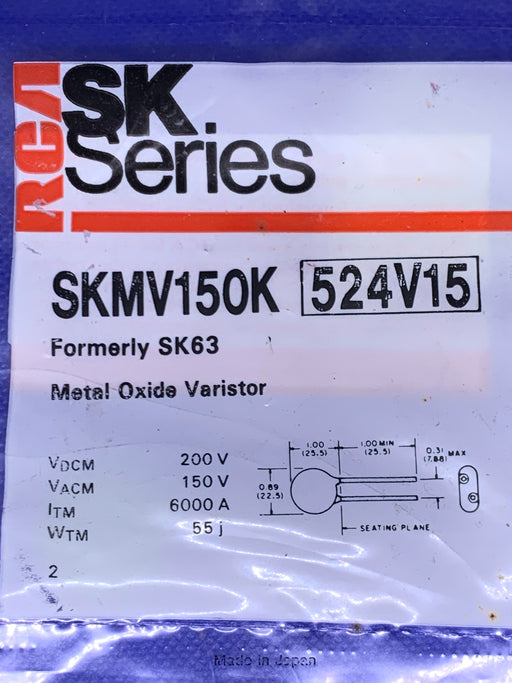 RCA
SK
Series
SKMV150K 524V15
Formerly SK63
Metal Oxide Varistor
VDCM 200 V
VACM 150 V
ITM 6000 A
WTM 55 j
2
1.00
(25.5)
1.00 MIN
(25.5)
0.31 MAX
(7.88)
0.89
(22.5)
SEATING PLANE
Made in Japan